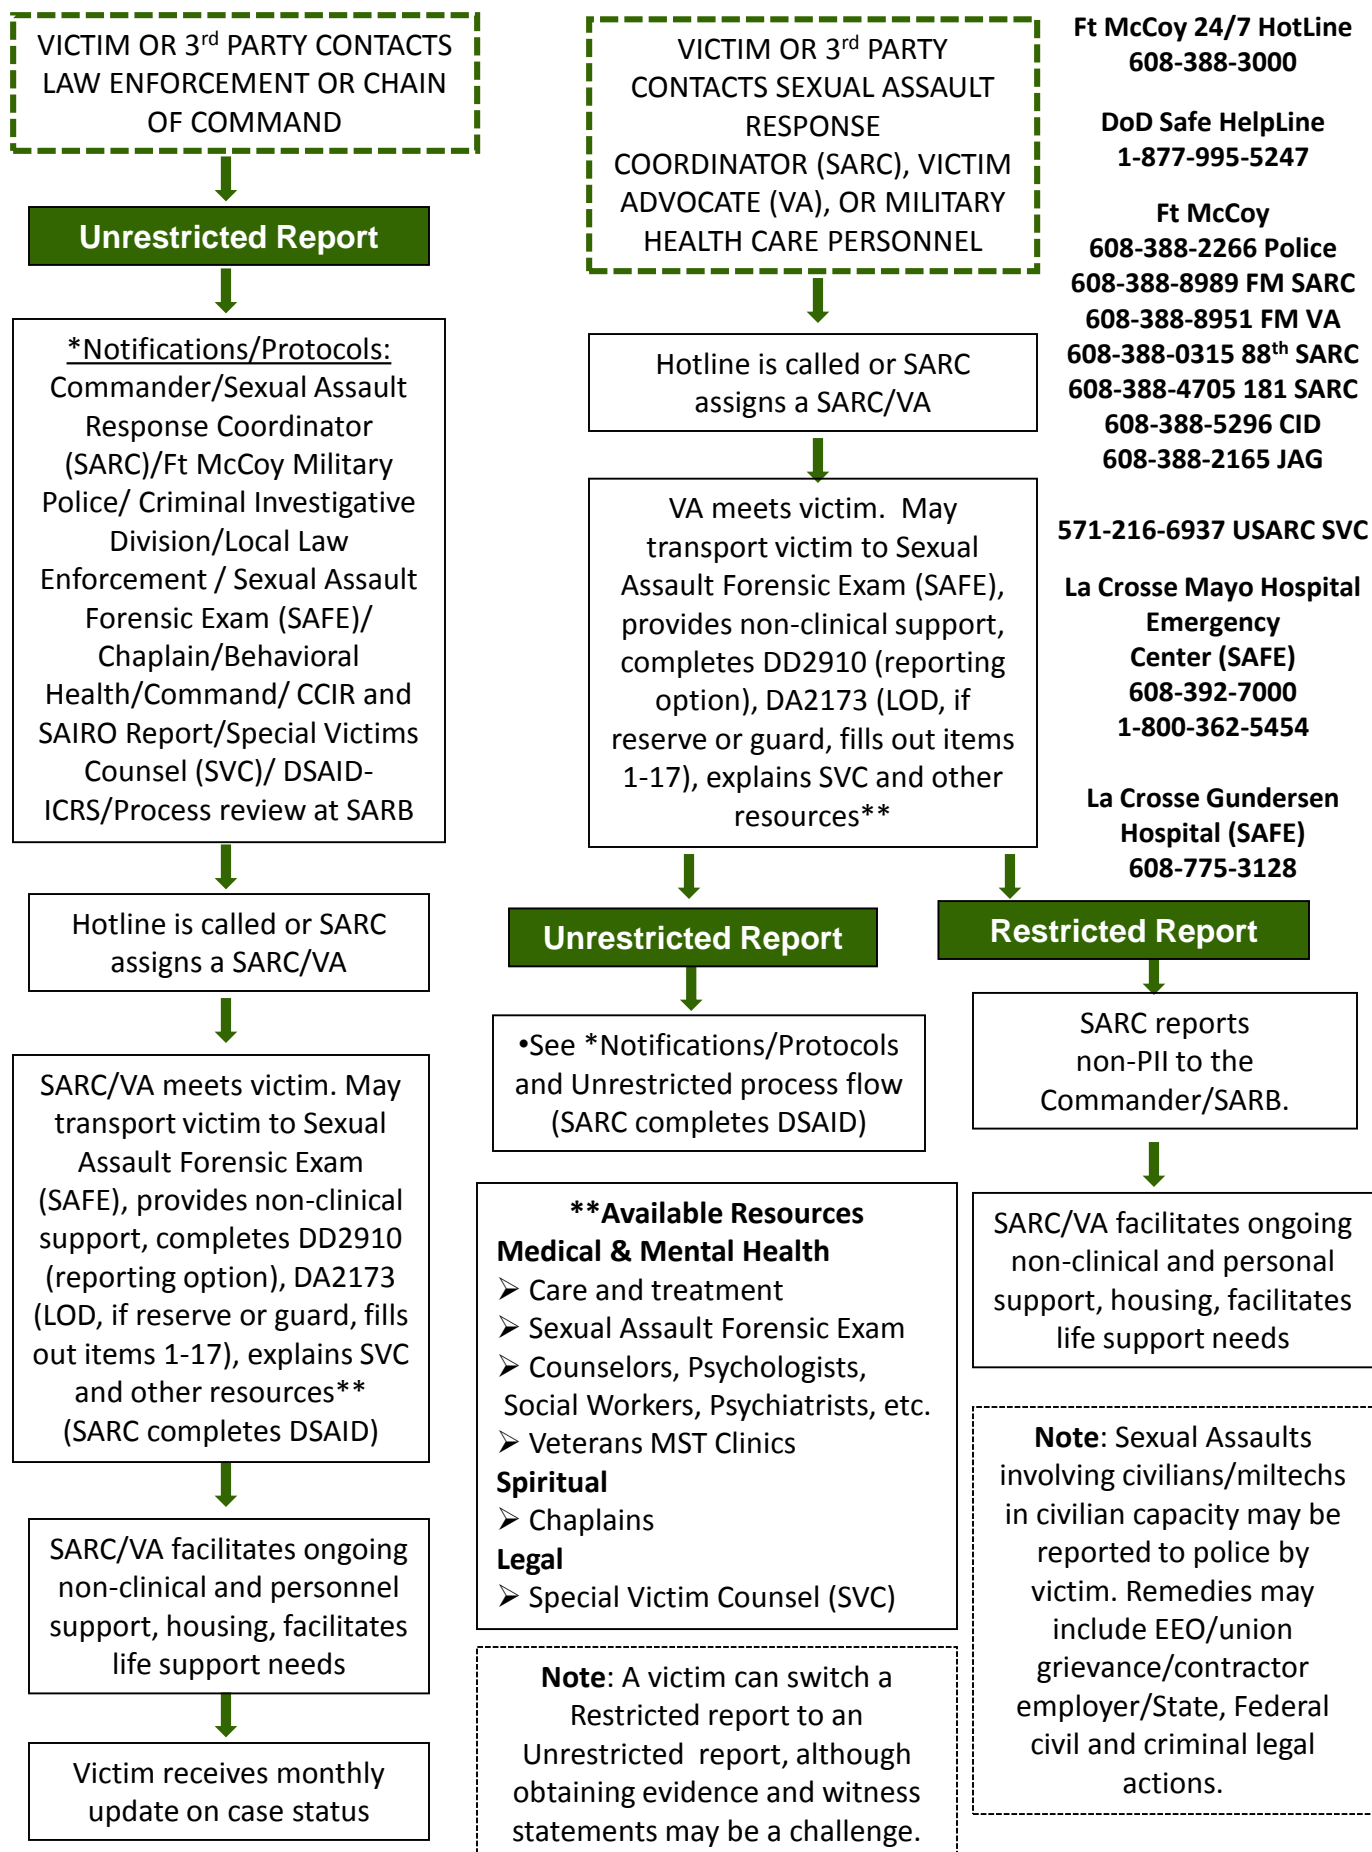 VICTIM OR 3rd PARTY CONTACTS
LAW ENFORCEMENT OR CHAIN
OF COMMAND
Unrestricted Report
*Notifications/Protocols:
Commander/Sexual Assault
Response Coordinator
(SARC)/Ft McCoy Military
Police/ Criminal Investigative
Division/Local Law
Enforcement / Sexual Assault
Forensic Exam (SAFE)/
Chaplain/Behavioral
Health/Command/ CCIR and
SAIRO Report/Special Victims
Counsel (SVC)/ DSAID-
ICRS/Process review at SARB
Hotline is called or SARC
assigns a SARC/VA
SARC/VA meets victim. May
transport victim to Sexual
Assault Forensic Exam
(SAFE), provides non-clinical
support, completes DD2910
(reporting option), DA2173
(LOD, if reserve or guard, fills
out items 1-17), explains SVC
and other resources**
(SARC completes DSAID)
SARC/VA facilitates ongoing
non-clinical and personnel
support, housing, facilitates
life support needs
Victim receives monthly
update on case status
VICTIM OR 3rd PARTY
CONTACTS SEXUAL ASSAULT
RESPONSE
COORDINATOR (SARC), VICTIM
ADVOCATE (VA), OR MILITARY
HEALTH CARE PERSONNEL
Hotline is called or SARC
assigns a SARC/VA
VA meets victim.  May
transport victim to Sexual
Assault Forensic Exam (SAFE),
provides non-clinical support,
completes DD2910 (reporting
option), DA2173 (LOD, if
reserve or guard, fills out items
1-17), explains SVC and other
resources**
Unrestricted Report
•See *Notifications/Protocols
and Unrestricted process flow
(SARC completes DSAID)
**Available Resources
Medical & Mental Health
➢ Care and treatment
➢ Sexual Assault Forensic Exam
➢ Counselors, Psychologists,
Social Workers, Psychiatrists, etc.
➢ Veterans MST Clinics
Spiritual
➢ Chaplains
Legal
➢ Special Victim Counsel (SVC)
Note: A victim can switch a
Restricted report to an
Unrestricted  report, although
obtaining evidence and witness
statements may be a challenge.
Restricted Report
SARC reports
non-PII to the
Commander/SARB.
SARC/VA facilitates ongoing
non-clinical and personal
support, housing, facilitates
life support needs
Note: Sexual Assaults
involving civilians/miltechs
in civilian capacity may be
reported to police by
victim. Remedies may
include EEO/union
grievance/contractor
employer/State, Federal
civil and criminal legal
actions.
Ft McCoy 24/7 HotLine
608-388-3000
DoD Safe HelpLine
1-877-995-5247
Ft McCoy
608-388-2266 Police
608-388-8989 FM SARC
608-388-8951 FM VA
608-388-0315 88th SARC
608-388-4705 181 SARC
608-388-5296 CID
608-388-2165 JAG
571-216-6937 USARC SVC
La Crosse Mayo Hospital
Emergency
Center (SAFE)
608-392-7000
1-800-362-5454
La Crosse Gundersen
Hospital (SAFE)
608-775-3128